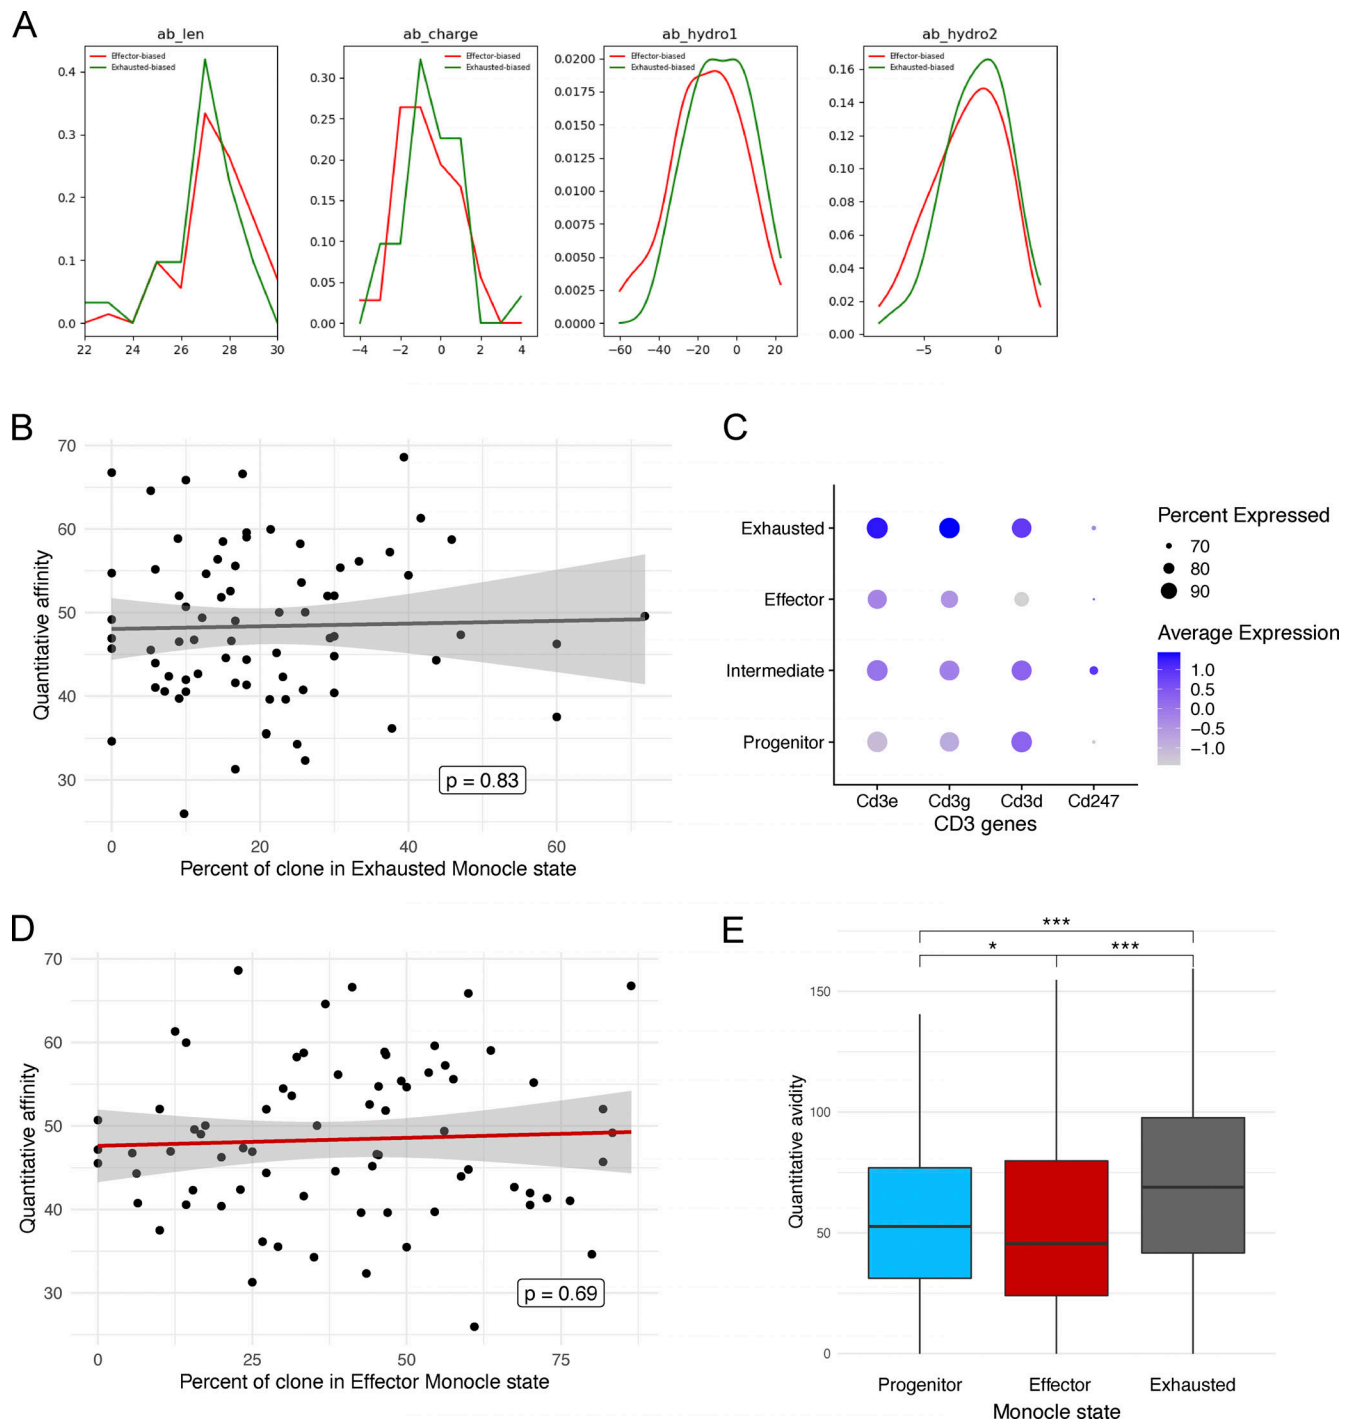 A
ab_len
Effector-biased
Exhausted-biased
0.4
0.3
0.2
0.1
0.0
22 24 26 28 30
ab_charge
Effector-biased
Exhausted-biased
0.30
0.25
0.20
0.15
0.10
0.05
0.00
−4 −2 0 2 4
ab_hydro1
Effector-biased
Exhausted-biased
0.0200
0.0175
0.0150
0.0125
0.0100
0.0075
0.0050
0.0025
0.0000
−60 −40 −20 0 20
ab_hydro2
Effector-biased
Exhausted-biased
0.16
0.14
0.12
0.10
0.08
0.06
0.04
0.02
0.00
−5 0
B
Quantitative affinity
70
60
50
40
30
p = 0.83
0 20 40 60
Percent of clone in Exhausted Monocle state
C
Exhausted
Effector
Intermediate
Progenitor
Cd3e Cd3g Cd3d Cd247
CD3 genes
Percent Expressed
70
80
90
Average Expression
1.0
0.5
0.0
−0.5
−1.0
D
Quantitative affinity
70
60
50
40
30
p = 0.69
0 25 50 75
Percent of clone in Effector Monocle state
E
***
* ***
Quantitative avidity
150
100
50
0
Progenitor Effector Exhausted
Monocle state